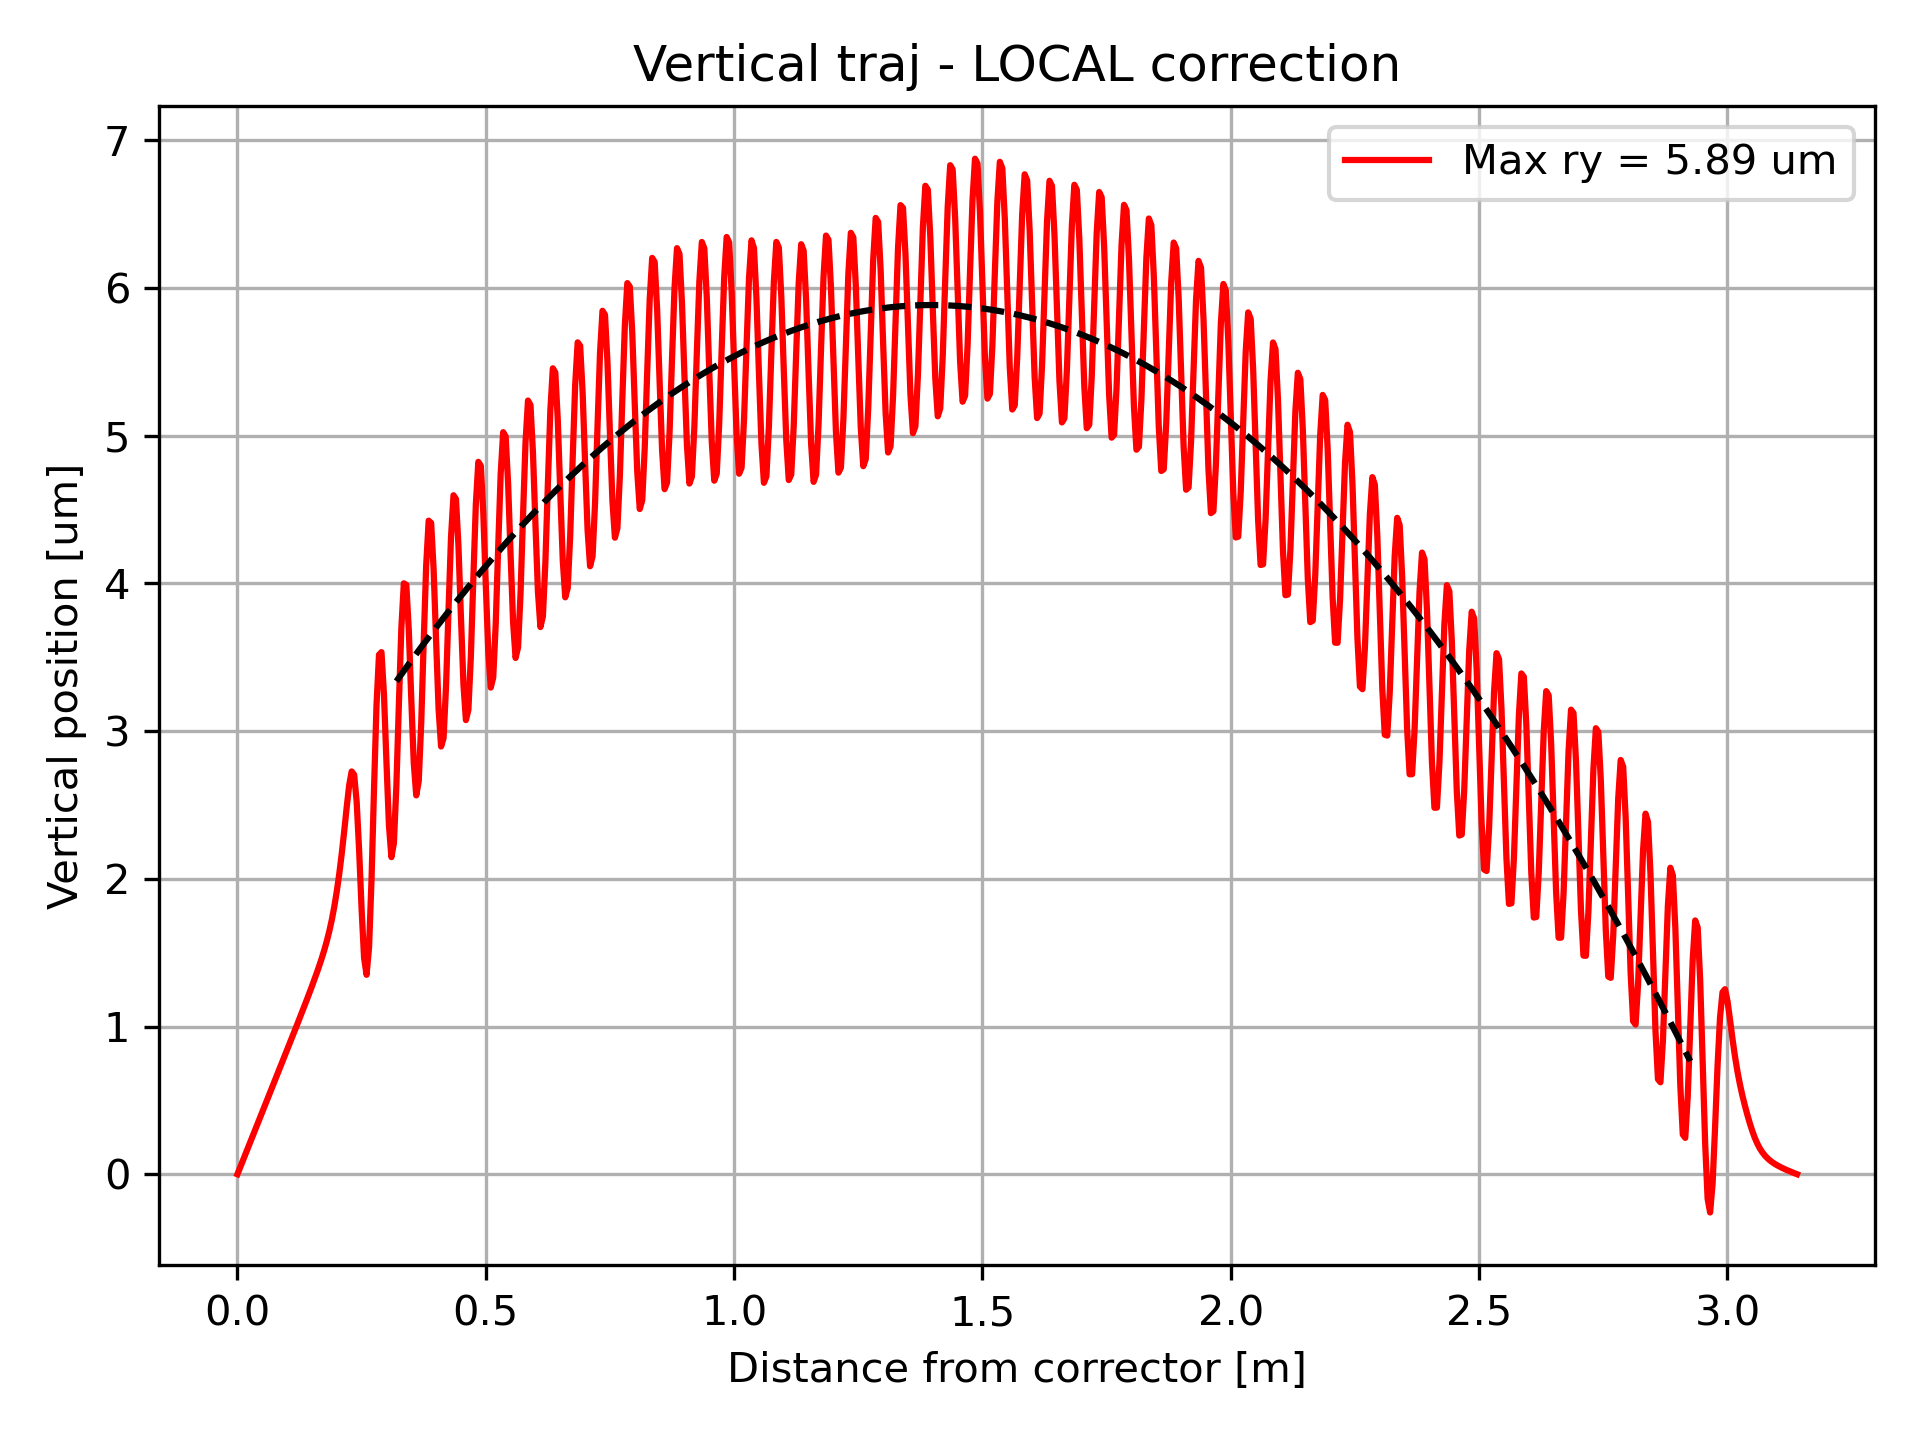 Vertical traj - LOCAL correction
Max ry = 5.89 um
Vertical position [um]
7
6
5
4
3
2
1
0
0.0 0.5 1.0 1.5 2.0 2.5 3.0
Distance from corrector [m]